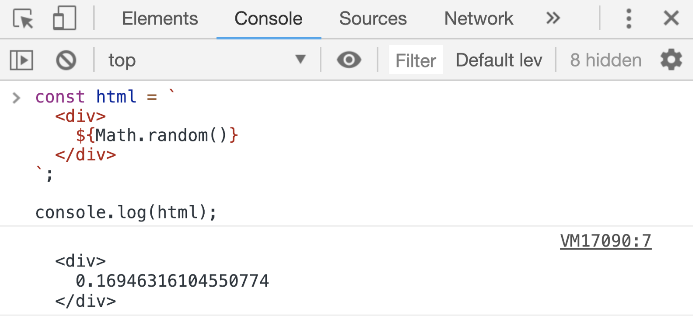 Elements Console Sources Network »
top ▼ Filter Default lev 8 hidden
> const html = `
<div>
${Math.random()}
</div>
`;
console.log(html);
VM17090:7
<div>
0.16946316104550774
</div>